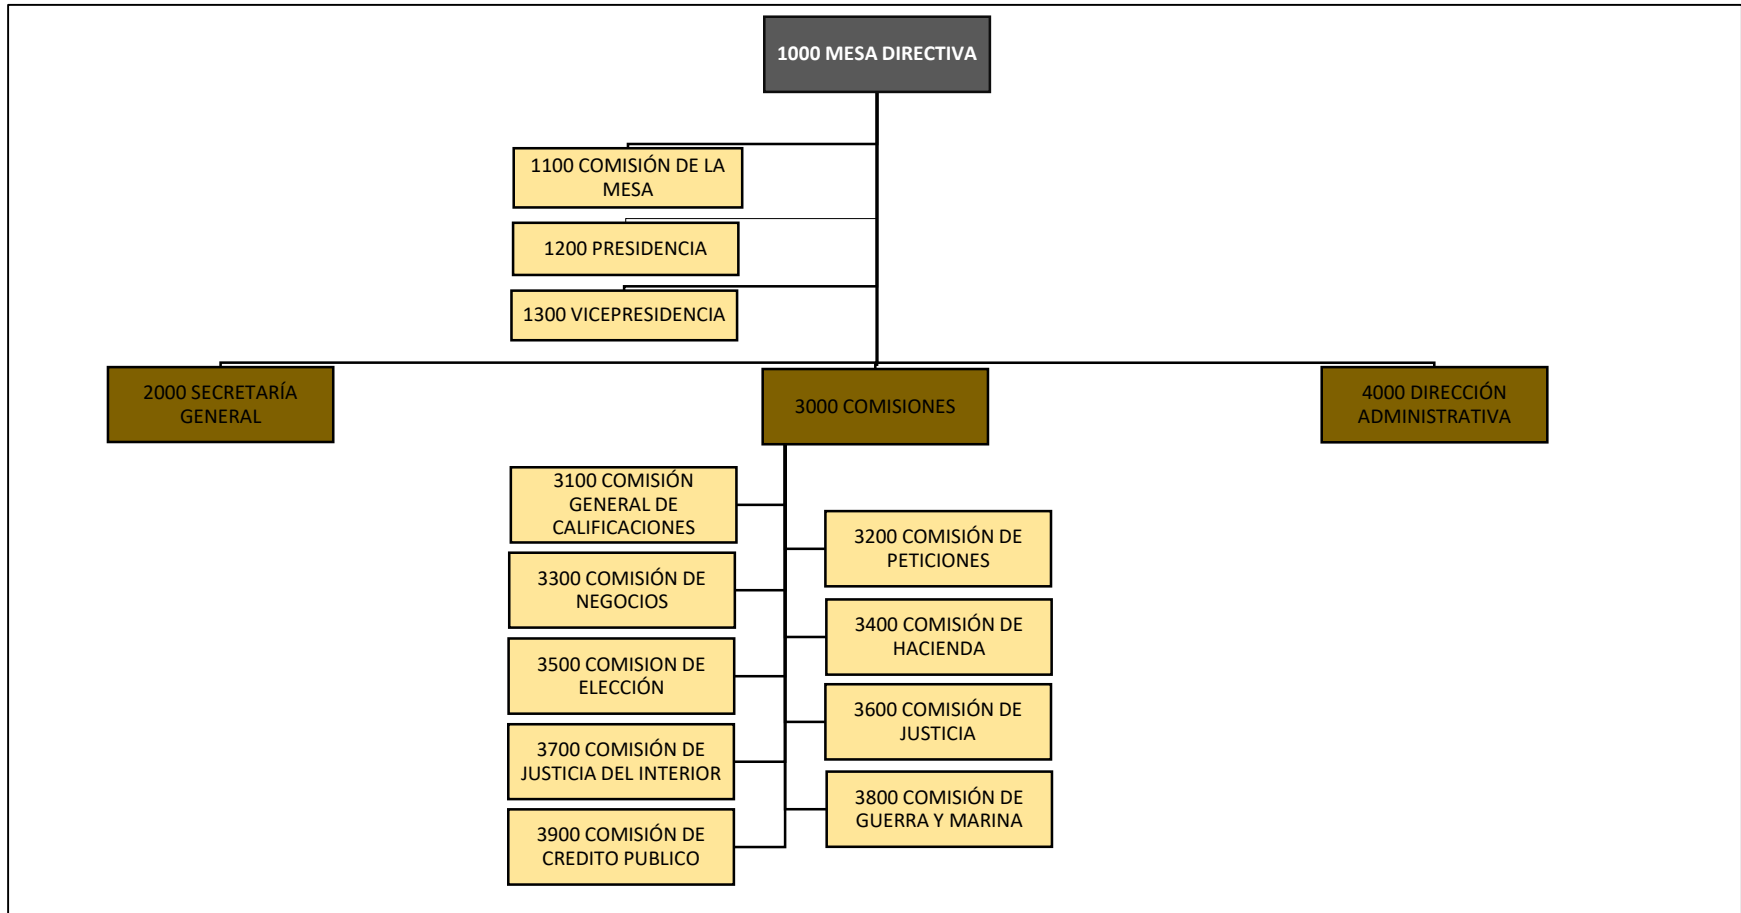 1000 MESA DIRECTIVA
1100 COMISIÓN DE LA
MESA
1200 PRESIDENCIA
1300 VICEPRESIDENCIA
2000 SECRETARÍA
GENERAL
3000 COMISIONES
4000 DIRECCIÓN
ADMINISTRATIVA
3100 COMISIÓN
GENERAL DE
CALIFICACIONES
3200 COMISIÓN DE
PETICIONES
3300 COMISIÓN DE
NEGOCIOS
3400 COMISIÓN DE
HACIENDA
3500 COMISION DE
ELECCIÓN
3600 COMISIÓN DE
JUSTICIA
3700 COMISIÓN DE
JUSTICIA DEL INTERIOR
3800 COMISIÓN DE
GUERRA Y MARINA
3900 COMISIÓN DE
CREDITO PUBLICO